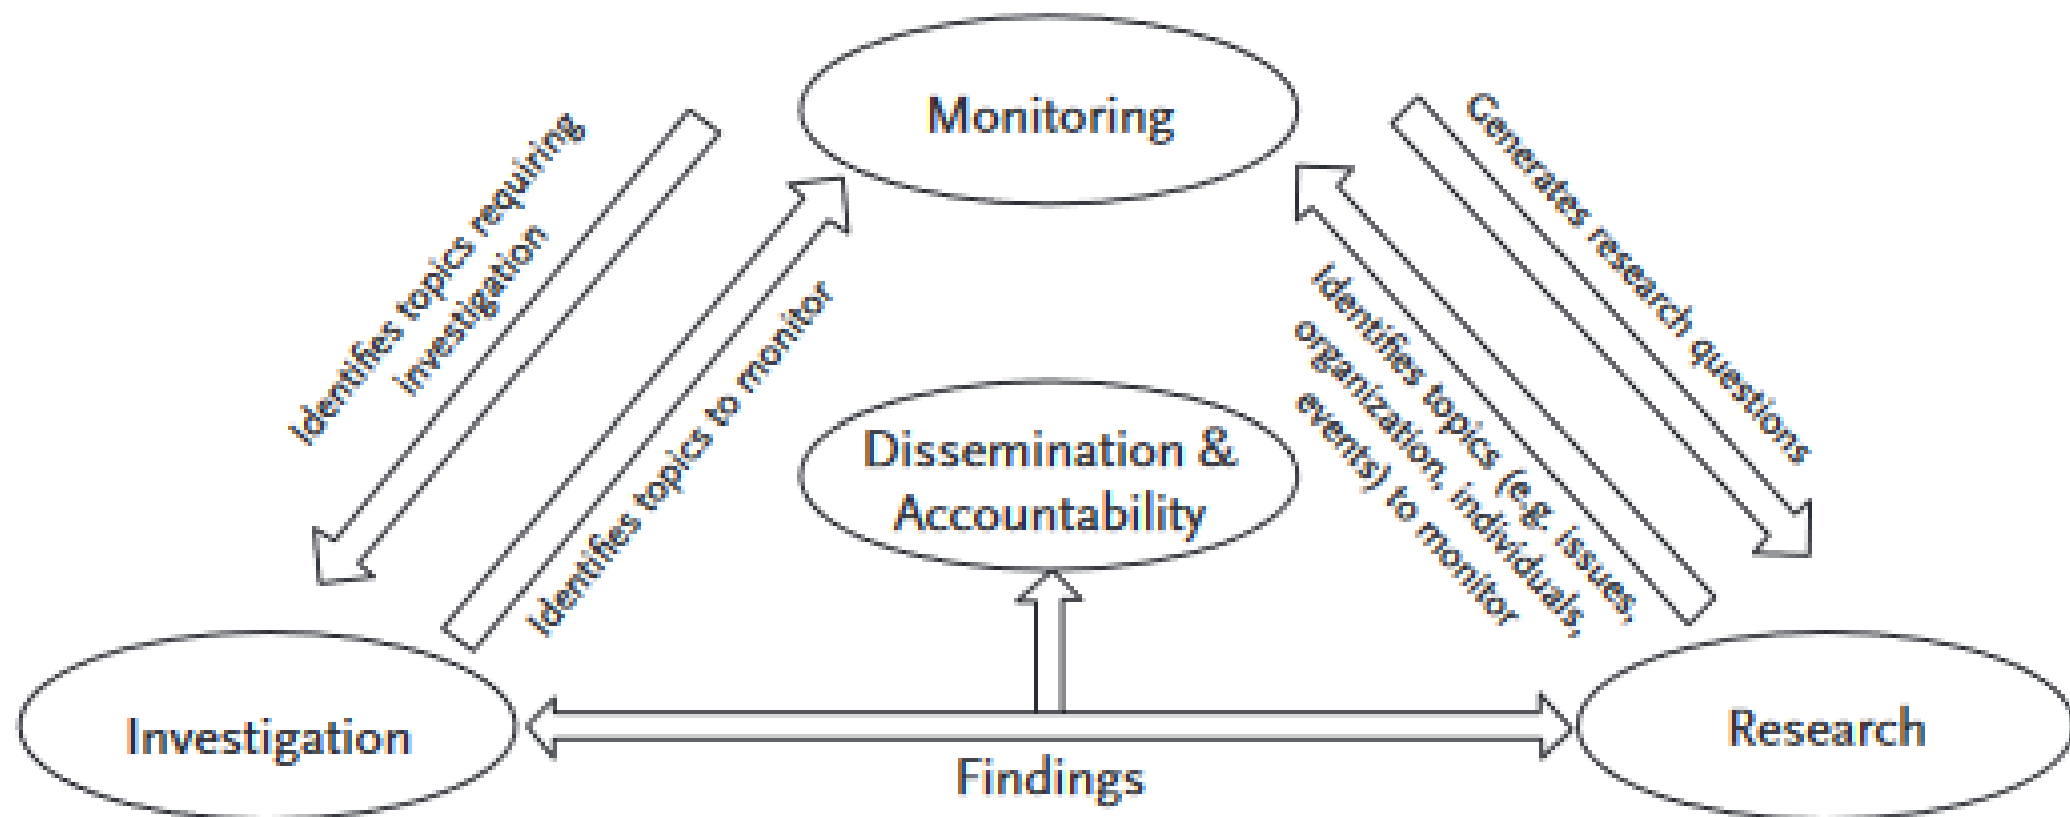 Monitoring
Identifies topics requiring
investigation
Identifies topics to monitor
Generates research questions
Identifies topics (e.g. issues,
organization, individuals,
events) to monitor
Dissemination &
Accountability
Investigation
Findings
Research